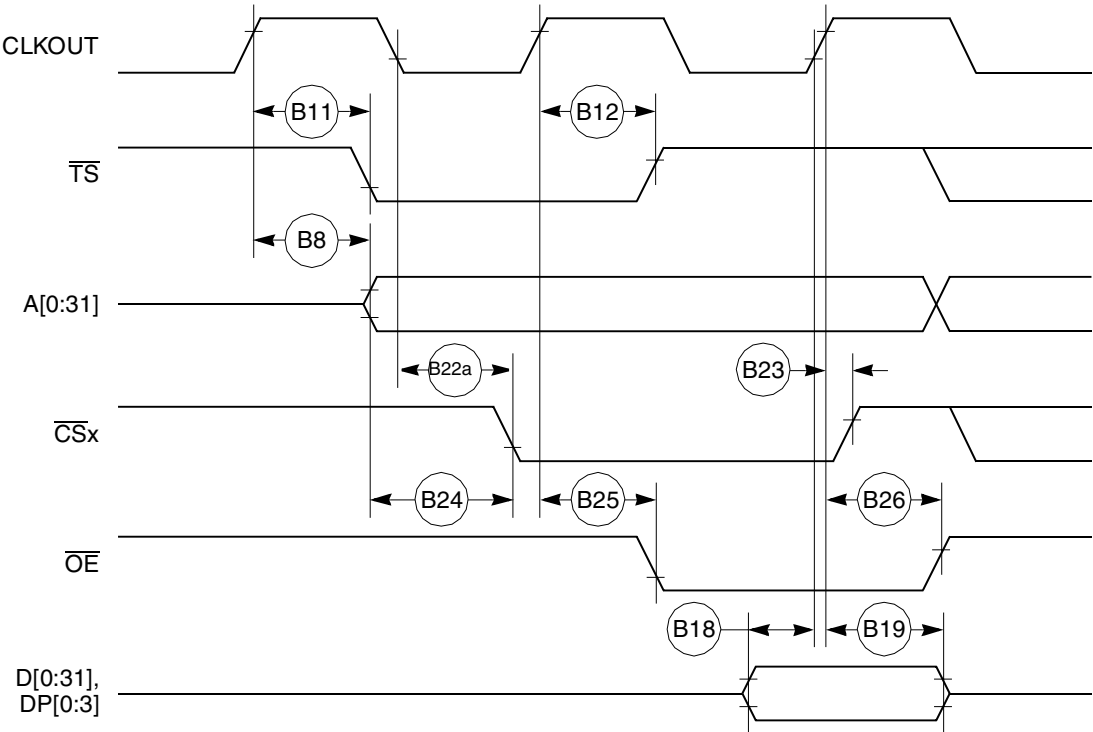 CLKOUT
B11
B12
TS
B8
A[0:31]
B22a
B23
CSx
B24
B25
B26
OE
B18
B19
D[0:31],
DP[0:3]